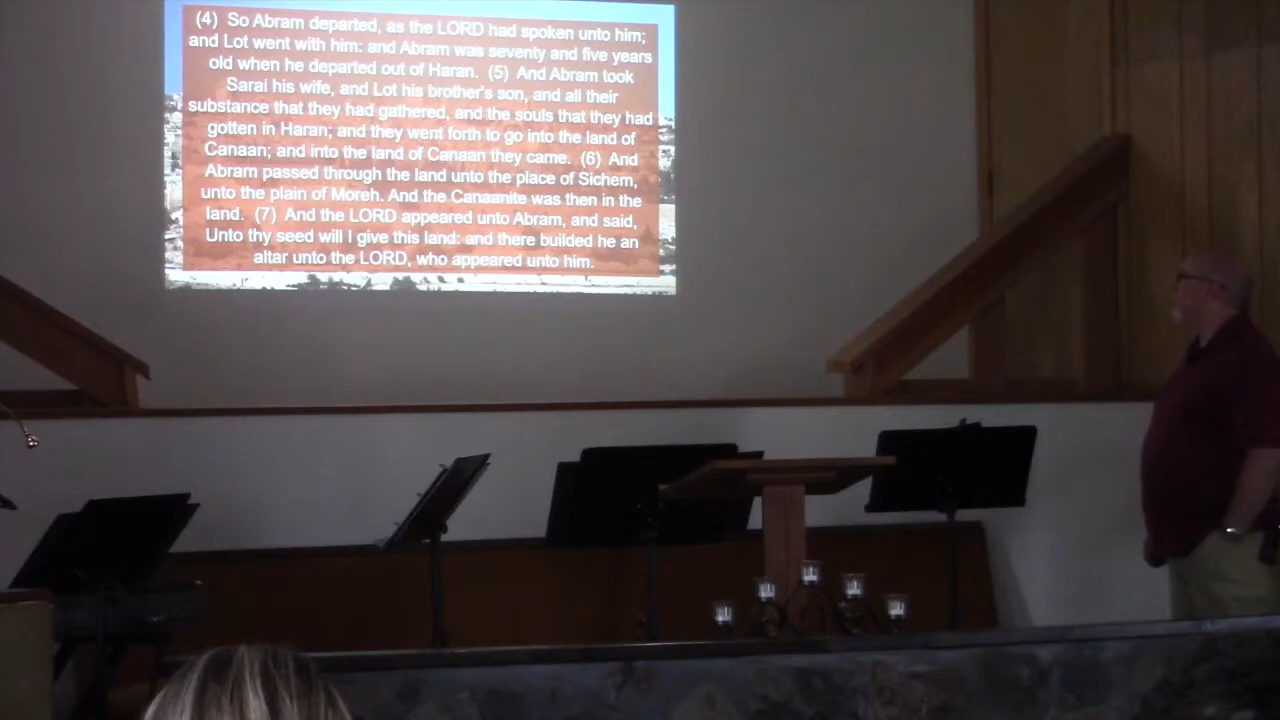 (4) So Abram departed, as the LORD had spoken unto him;
and Lot went with him: and Abram was seventy and five years
old when he departed out of Haran. (5) And Abram took
Sarai his wife, and Lot his brother's son, and all their
substance that they had gathered, and the souls that they had
gotten in Haran; and they went forth to go into the land of
Canaan; and into the land of Canaan they came. (6) And
Abram passed through the land unto the place of Sichem,
unto the plain of Moreh. And the Canaanite was then in the
land. (7) And the LORD appeared unto Abram, and said,
Unto thy seed will I give this land: and there builded he an
altar unto the LORD, who appeared unto him.